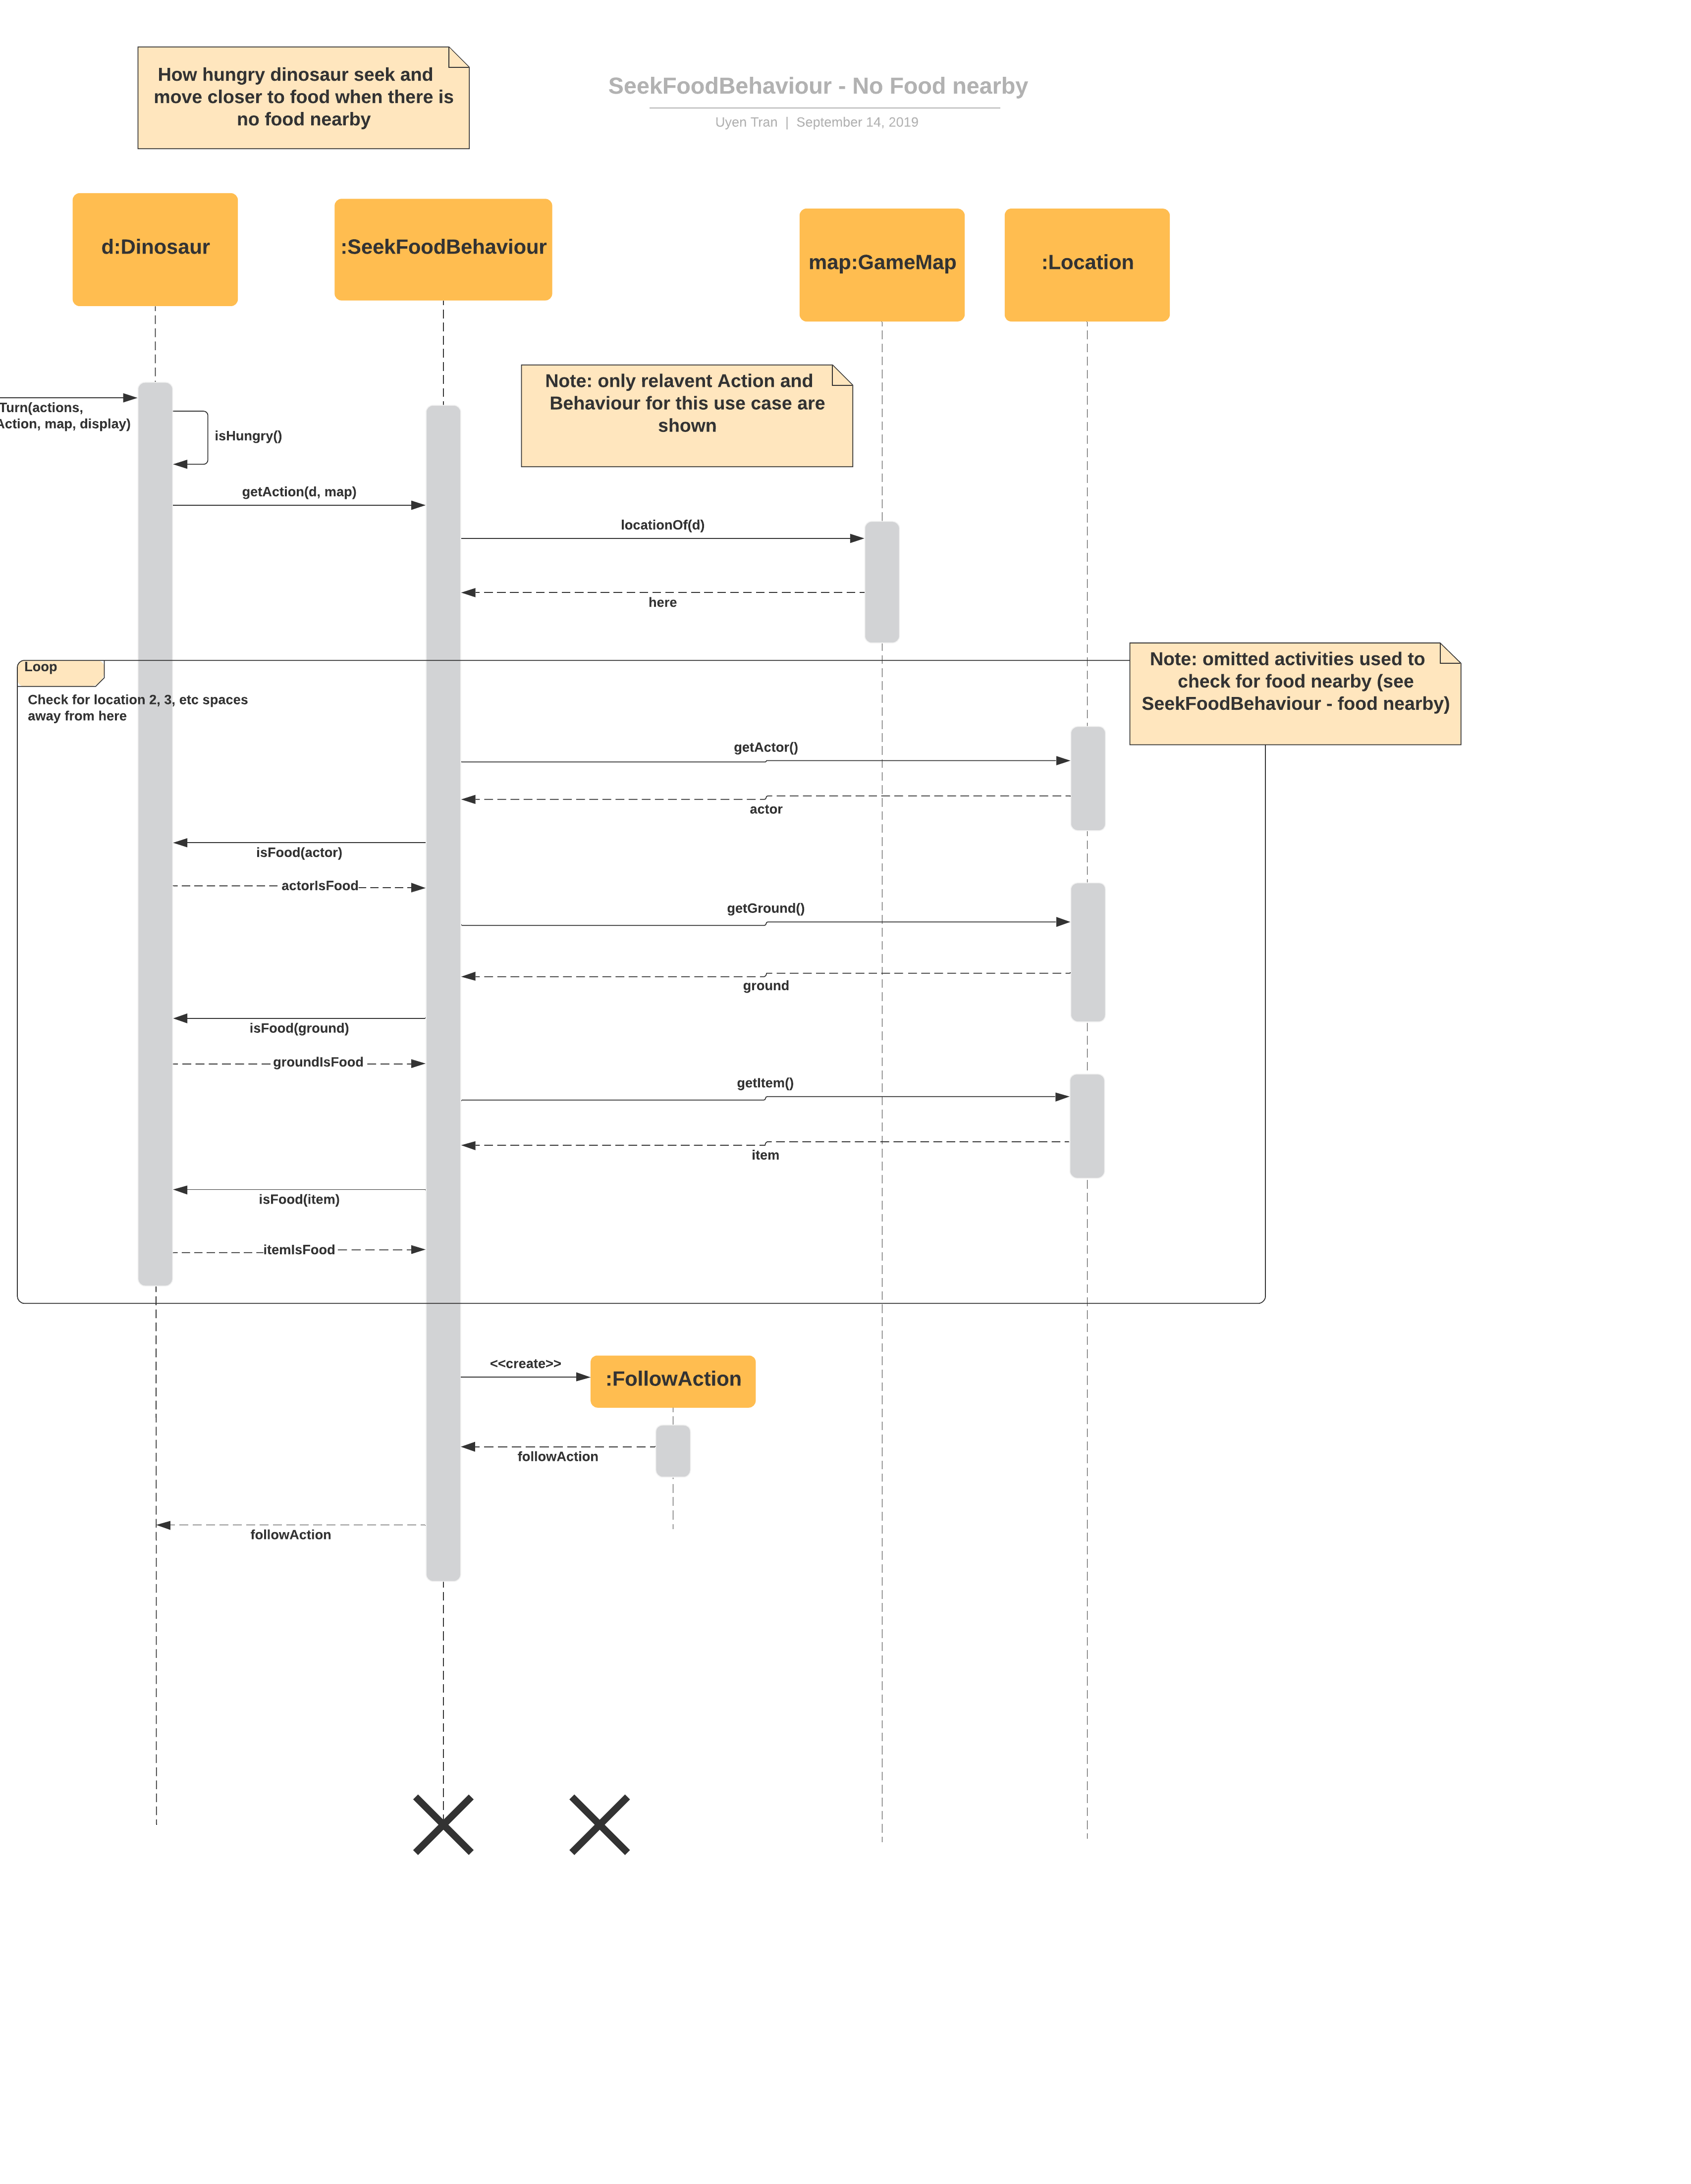 How hungry dinosaur seek and
move closer to food when there is
no food nearby
SeekFoodBehaviour - No Food nearby
Uyen Tran | September 14, 2019
d:Dinosaur
:SeekFoodBehaviour
map:GameMap
:Location
Note: only relavent Action and
Behaviour for this use case are
shown
Turn(actions,
Action, map, display)
isHungry()
getAction(d, map)
locationOf(d)
here
Loop
Check for location 2, 3, etc spaces
away from here
Note: omitted activities used to
check for food nearby (see
SeekFoodBehaviour - food nearby)
getActor()
actor
isFood(actor)
actorIsFood
getGround()
ground
isFood(ground)
groundIsFood
getItem()
item
isFood(item)
itemIsFood
<<create>>
:FollowAction
followAction
followAction